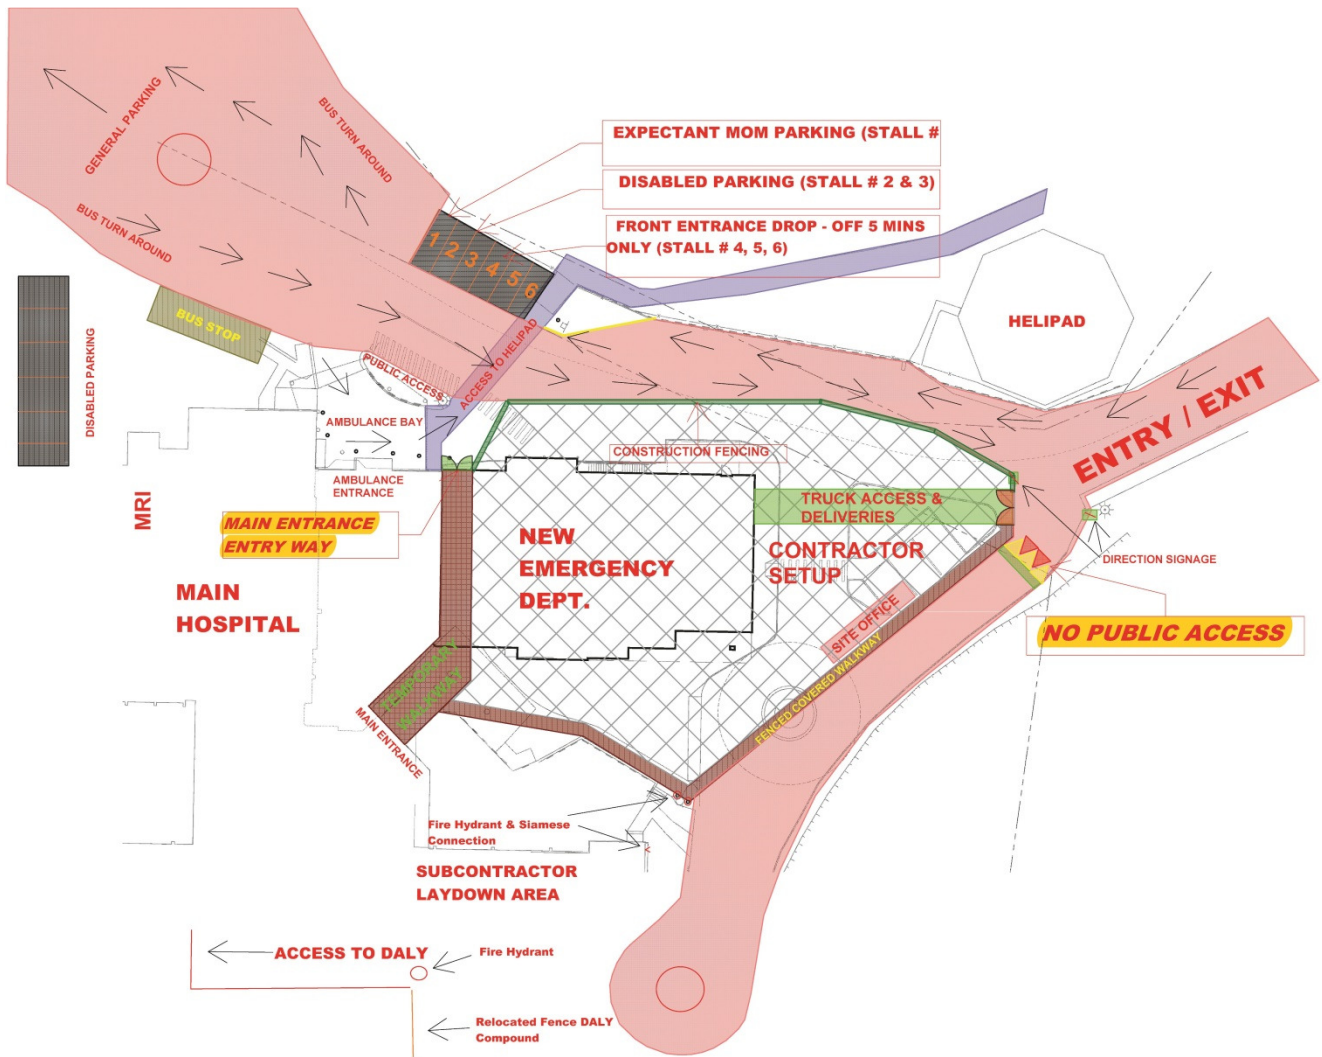 GENERAL PARKING
BUS TURN AROUND
BUS TURN AROUND
EXPECTANT MOM PARKING (STALL #
DISABLED PARKING (STALL # 2 & 3)
FRONT ENTRANCE DROP - OFF 5 MINS
ONLY (STALL # 4, 5, 6)
1 2 3 4 5 6
BUS STOP
DISABLED PARKING
PUBLIC ACCESS
ACCESS TO HELIPAD
HELIPAD
ENTRY / EXIT
AMBULANCE BAY
AMBULANCE
ENTRANCE
CONSTRUCTION FENCING
MRI
MAIN ENTRANCE
ENTRY WAY
NEW
EMERGENCY
DEPT.
TRUCK ACCESS &
DELIVERIES
CONTRACTOR
SETUP
DIRECTION SIGNAGE
MAIN
HOSPITAL
SITE OFFICE
NO PUBLIC ACCESS
TEMPORARY
WALKWAY
FENCED COVERED WALKWAY
MAIN ENTRANCE
Fire Hydrant & Siamese
Connection
SUBCONTRACTOR
LAYDOWN AREA
ACCESS TO DALY
Fire Hydrant
Relocated Fence DALY
Compound